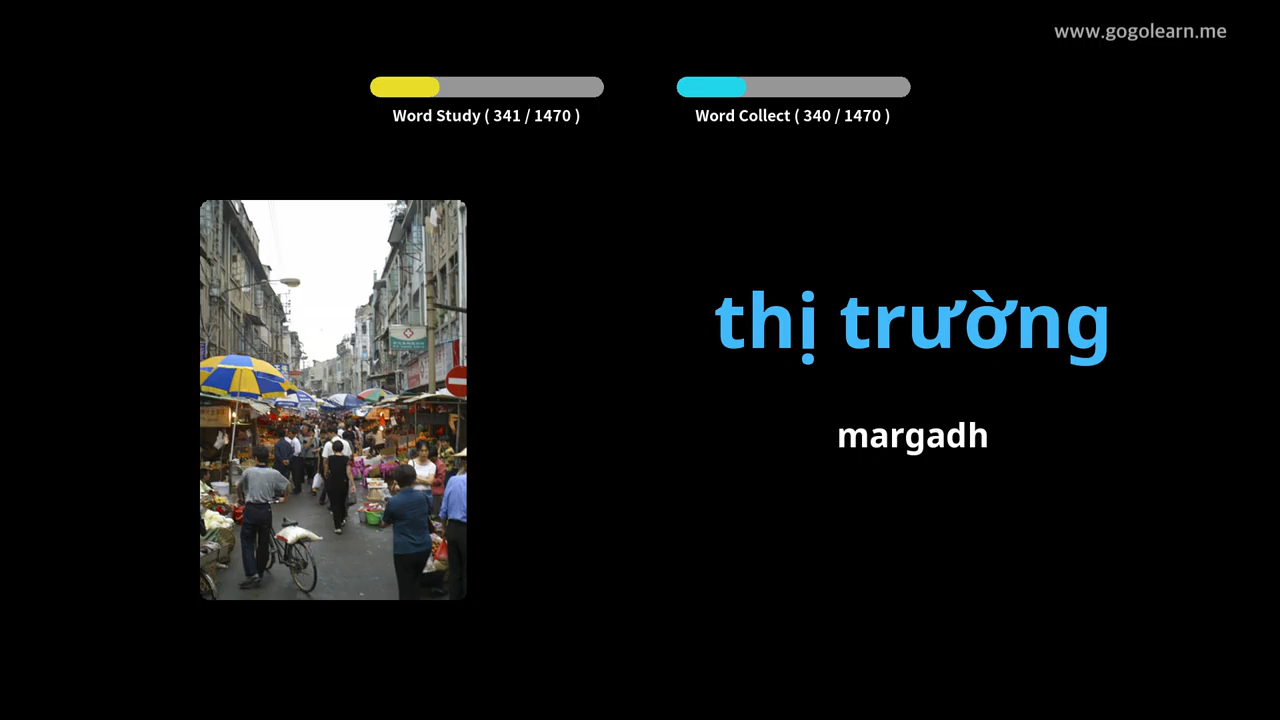 www.gogolearn.me
Word Study ( 341 / 1470 )
Word Collect ( 340 / 1470 )
thị trường
margadh